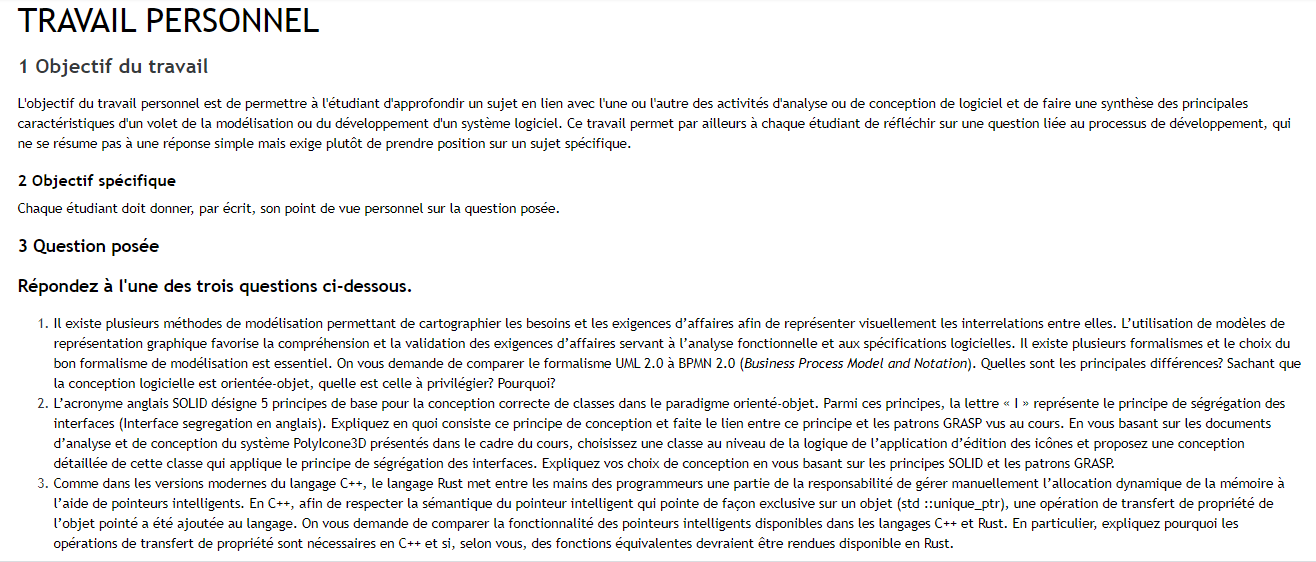 TRAVAIL PERSONNEL
1 Objectif du travail
L'objectif du travail personnel est de permettre à l'étudiant d'approfondir un sujet en lien avec l'une ou l'autre des activités d'analyse ou de conception de logiciel et de faire une synthèse des principales
caractéristiques d'un volet de la modélisation ou du développement d'un système logiciel. Ce travail permet par ailleurs à chaque étudiant de réfléchir sur une question liée au processus de développement, qui
ne se résume pas à une réponse simple mais exige plutôt de prendre position sur un sujet spécifique.
2 Objectif spécifique
Chaque étudiant doit donner, par écrit, son point de vue personnel sur la question posée.
3 Question posée
Répondez à l'une des trois questions ci-dessous.
1. Il existe plusieurs méthodes de modélisation permettant de cartographier les besoins et les exigences d’affaires afin de représenter visuellement les interrelations entre elles. L’utilisation de modèles de
représentation graphique favorise la compréhension et la validation des exigences d’affaires servant à l’analyse fonctionnelle et aux spécifications logicielles. Il existe plusieurs formalismes et le choix du
bon formalisme de modélisation est essentiel. On vous demande de comparer le formalisme UML 2.0 à BPMN 2.0 (Business Process Model and Notation). Quelles sont les principales différences? Sachant que
la conception logicielle est orientée-objet, quelle est celle à privilégier? Pourquoi?
2. L’acronyme anglais SOLID désigne 5 principes de base pour la conception correcte de classes dans le paradigme orienté-objet. Parmi ces principes, la lettre « I » représente le principe de ségrégation des
interfaces (Interface segregation en anglais). Expliquez en quoi consiste ce principe de conception et faite le lien entre ce principe et les patrons GRASP vus au cours. En vous basant sur les documents
d’analyse et de conception du système PolyIcone3D présentés dans le cadre du cours, choisissez une classe au niveau de la logique de l’application d’édition des icônes et proposez une conception
détaillée de cette classe qui applique le principe de ségrégation des interfaces. Expliquez vos choix de conception en vous basant sur les principes SOLID et les patrons GRASP.
3. Comme dans les versions modernes du langage C++, le langage Rust met entre les mains des programmeurs une partie de la responsabilité de gérer manuellement l’allocation dynamique de la mémoire à
l’aide de pointeurs intelligents. En C++, afin de respecter la sémantique du pointeur intelligent qui pointe de façon exclusive sur un objet (std ::unique_ptr), une opération de transfert de propriété de
l’objet pointé a été ajoutée au langage. On vous demande de comparer la fonctionnalité des pointeurs intelligents disponibles dans les langages C++ et Rust. En particulier, expliquez pourquoi les
opérations de transfert de propriété sont nécessaires en C++ et si, selon vous, des fonctions équivalentes devraient être rendues disponible en Rust.